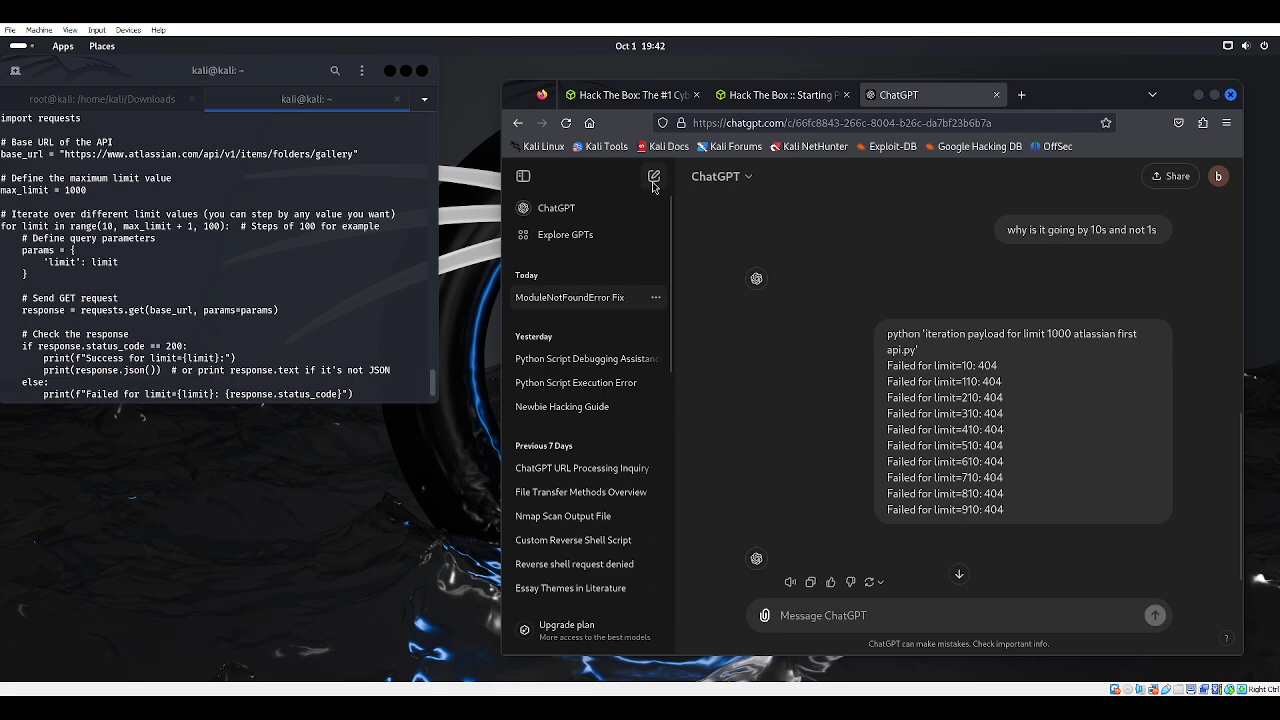 File Machine View Input Devices Help
Apps Places
Oct 1 19:42
kali@kali: ~
root@kali: /home/kali/Downloads
kali@kali: ~
import requests
# Base URL of the API
base_url = "https://www.atlassian.com/api/v1/items/folders/gallery"
# Define the maximum limit value
max_limit = 1000
# Iterate over different limit values (you can step by any value you want)
for limit in range(10, max_limit + 1, 100):  # Steps of 100 for example
# Define query parameters
params = {
'limit': limit
}
# Send GET request
response = requests.get(base_url, params=params)
# Check the response
if response.status_code == 200:
print(f"Success for limit={limit}:")
print(response.json())  # or print response.text if it's not JSON
else:
print(f"Failed for limit={limit}: {response.status_code}")
Hack The Box: The #1 Cyb
Hack The Box :: Starting P
ChatGPT
https://chatgpt.com/c/66fc8843-266c-8004-b26c-da7bf23b6b7a
Kali Linux Kali Tools Kali Docs Kali Forums Kali NetHunter Exploit-DB Google Hacking DB OffSec
ChatGPT
Explore GPTs
Today
ModuleNotFoundError Fix
Yesterday
Python Script Debugging Assistanc
Python Script Execution Error
Newbie Hacking Guide
Previous 7 Days
ChatGPT URL Processing Inquiry
File Transfer Methods Overview
Nmap Scan Output File
Custom Reverse Shell Script
Reverse shell request denied
Essay Themes in Literature
Upgrade plan
More access to the best models
ChatGPT
Share
b
why is it going by 10s and not 1s
python 'iteration payload for limit 1000 atlassian first
api.py'
Failed for limit=10: 404
Failed for limit=110: 404
Failed for limit=210: 404
Failed for limit=310: 404
Failed for limit=410: 404
Failed for limit=510: 404
Failed for limit=610: 404
Failed for limit=710: 404
Failed for limit=810: 404
Failed for limit=910: 404
Message ChatGPT
ChatGPT can make mistakes. Check important info.
?
Right Ctrl